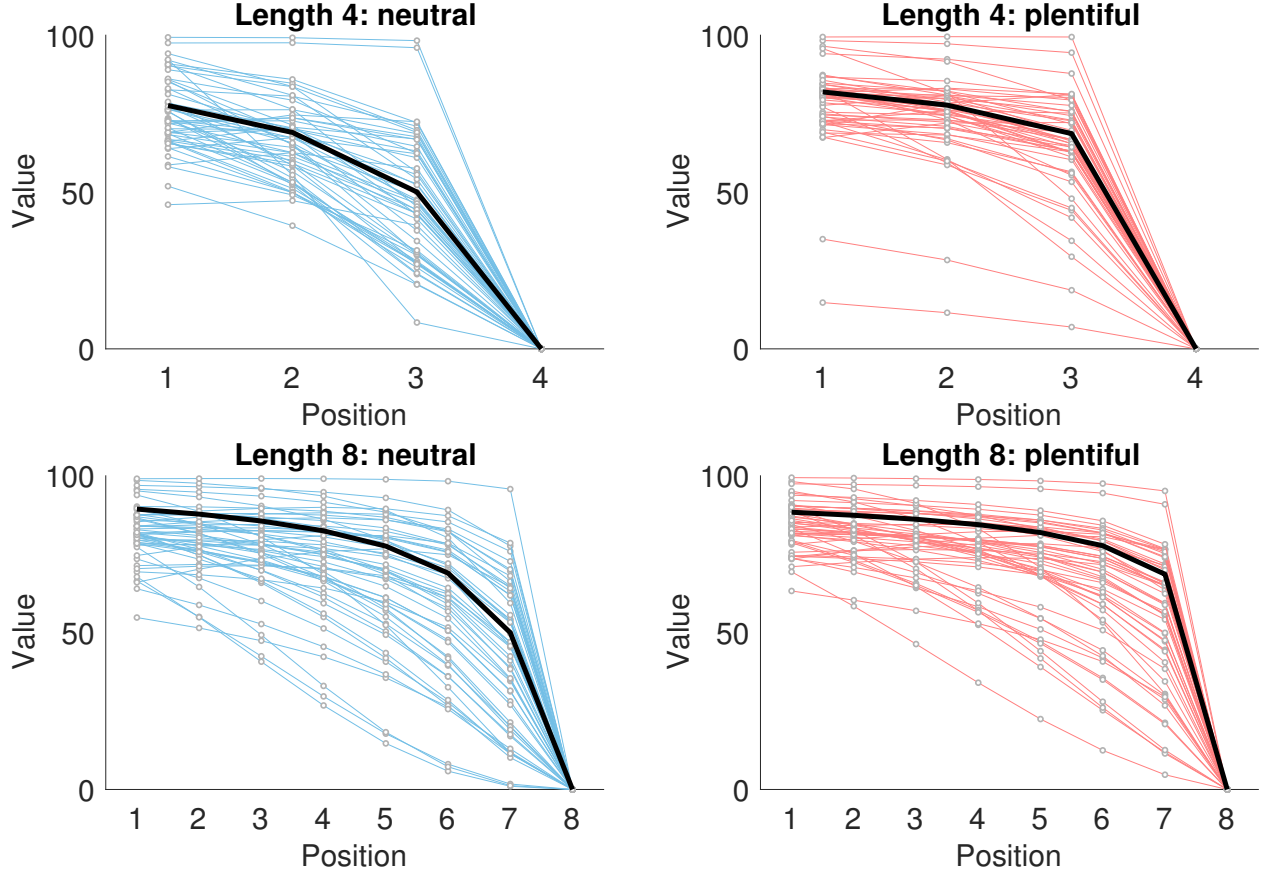 Length 4: neutral
100
50
0
Value
1 2 3 4
Position
Length 4: plentiful
100
50
0
Value
1 2 3 4
Position
Length 8: neutral
100
50
0
Value
1 2 3 4 5 6 7 8
Position
Length 8: plentiful
100
50
0
Value
1 2 3 4 5 6 7 8
Position